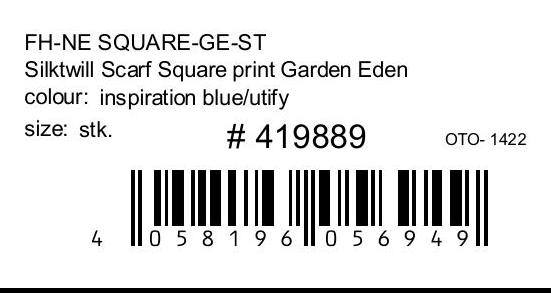 FH-NE SQUARE-GE-ST
Silktwill Scarf Square print Garden Eden
colour: inspiration blue/utify
size: stk.
# 419889
OTO- 1422
4 058196 056949